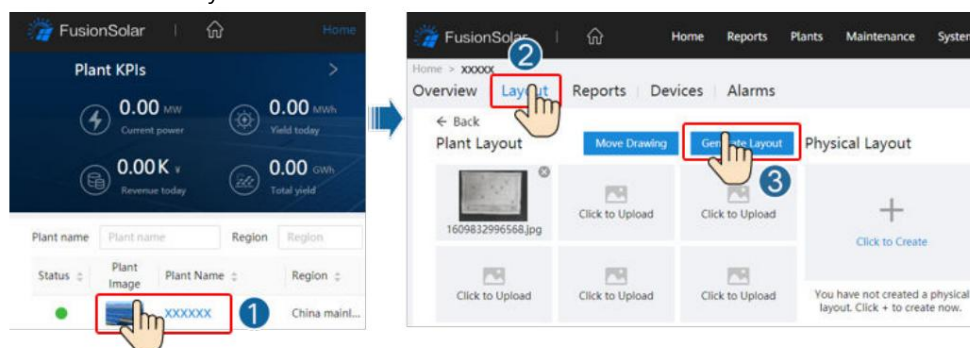 FusionSolar
Home
Plant KPIs >
0.00 MW
Current power
0.00 MWh
Yield today
0.00K ¥
Revenue today
0.00 GWh
Total yield
Plant name Plant name Region Region
Status Plant Image Plant Name Region
XXXXXX 1 China mainl...
FusionSolar Home Reports Plants Maintenance System
2
Home > XXXXX
Overview Layout Reports Devices Alarms
← Back
Plant Layout Move Drawing Generate Layout Physical Layout
3
1609832996568.jpg
Click to Upload
Click to Upload
Click to Create
Click to Upload
Click to Upload
Click to Upload
You have not created a physical
layout. Click + to create now.